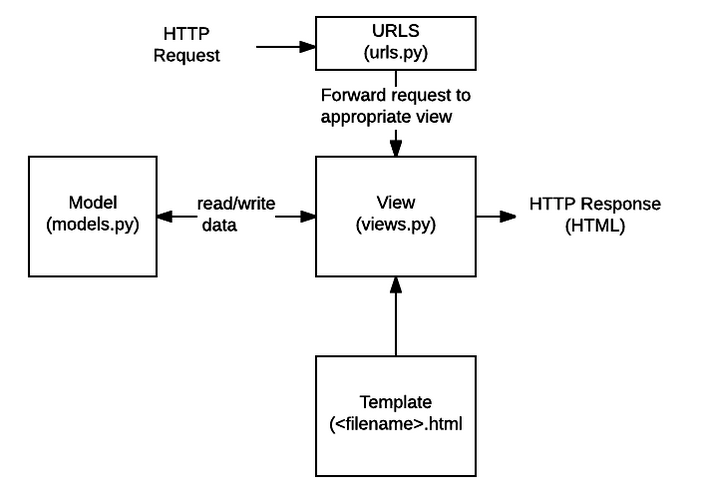 HTTP
Request
URLS
(urls.py)
Forward request to
appropriate view
Model
(models.py)
read/write
data
View
(views.py)
HTTP Response
(HTML)
Template
(<filename>.html